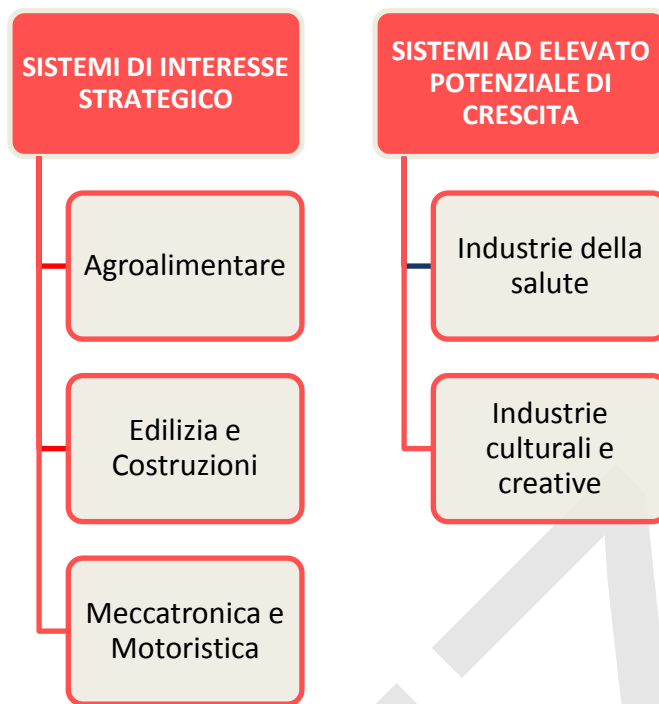 SISTEMI DI INTERESSE
STRATEGICO
Agroalimentare
Edilizia e
Costruzioni
Meccatronica e
Motoristica
SISTEMI AD ELEVATO
POTENZIALE DI
CRESCITA
Industrie della
salute
Industrie
culturali e
creative